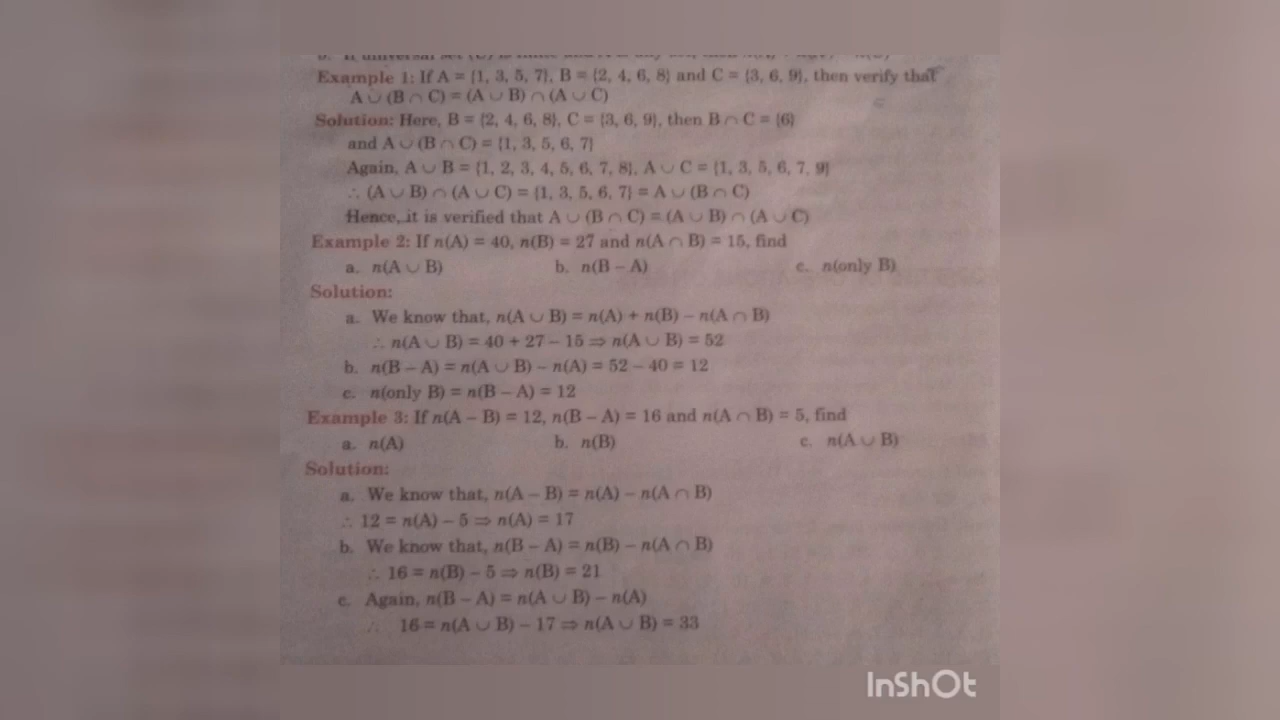 Example 1: If A = {1, 3, 5, 7}, B = {2, 4, 6, 8} and C = {3, 6, 9}, then verify that
A ∪ (B ∩ C) = (A ∪ B) ∩ (A ∪ C)
Solution: Here, B = {2, 4, 6, 8}, C = {3, 6, 9}, then B ∩ C = {6}
and A ∪ (B ∩ C) = {1, 3, 5, 6, 7}
Again, A ∪ B = {1, 2, 3, 4, 5, 6, 7, 8}, A ∪ C = {1, 3, 5, 6, 7, 9}
∴ (A ∪ B) ∩ (A ∪ C) = {1, 3, 5, 6, 7} = A ∪ (B ∩ C)
Hence, it is verified that A ∪ (B ∩ C) = (A ∪ B) ∩ (A ∪ C)
Example 2: If n(A) = 40, n(B) = 27 and n(A ∩ B) = 15, find
a. n(A ∪ B) b. n(B – A) c. n(only B)
Solution:
a. We know that, n(A ∪ B) = n(A) + n(B) – n(A ∩ B)
∴ n(A ∪ B) = 40 + 27 – 15 ⇒ n(A ∪ B) = 52
b. n(B – A) = n(A ∪ B) – n(A) = 52 – 40 = 12
c. n(only B) = n(B – A) = 12
Example 3: If n(A – B) = 12, n(B – A) = 16 and n(A ∩ B) = 5, find
a. n(A) b. n(B) c. n(A ∪ B)
Solution:
a. We know that, n(A – B) = n(A) – n(A ∩ B)
∴ 12 = n(A) – 5 ⇒ n(A) = 17
b. We know that, n(B – A) = n(B) – n(A ∩ B)
∴ 16 = n(B) – 5 ⇒ n(B) = 21
c. Again, n(B – A) = n(A ∪ B) – n(A)
∴ 16 = n(A ∪ B) – 17 ⇒ n(A ∪ B) = 33
InShOt